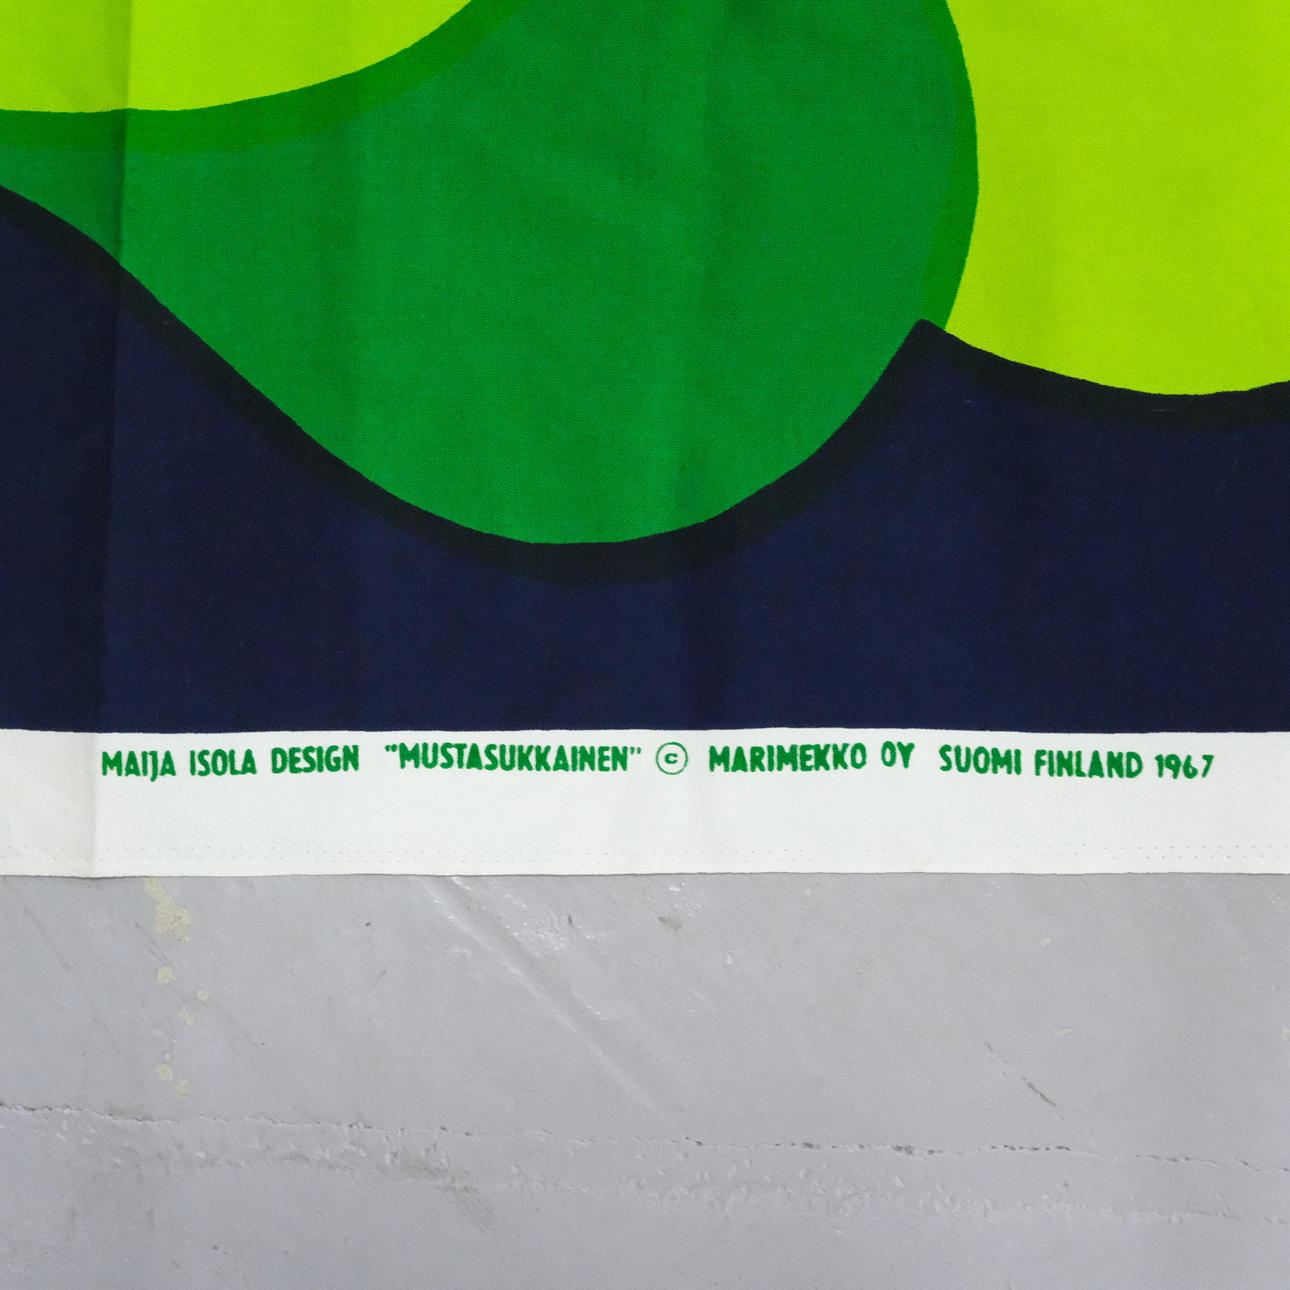 MAIJA ISOLA DESIGN "MUSTASUKKAINEN" © MARIMEKKO OY SUOMI FINLAND 1967